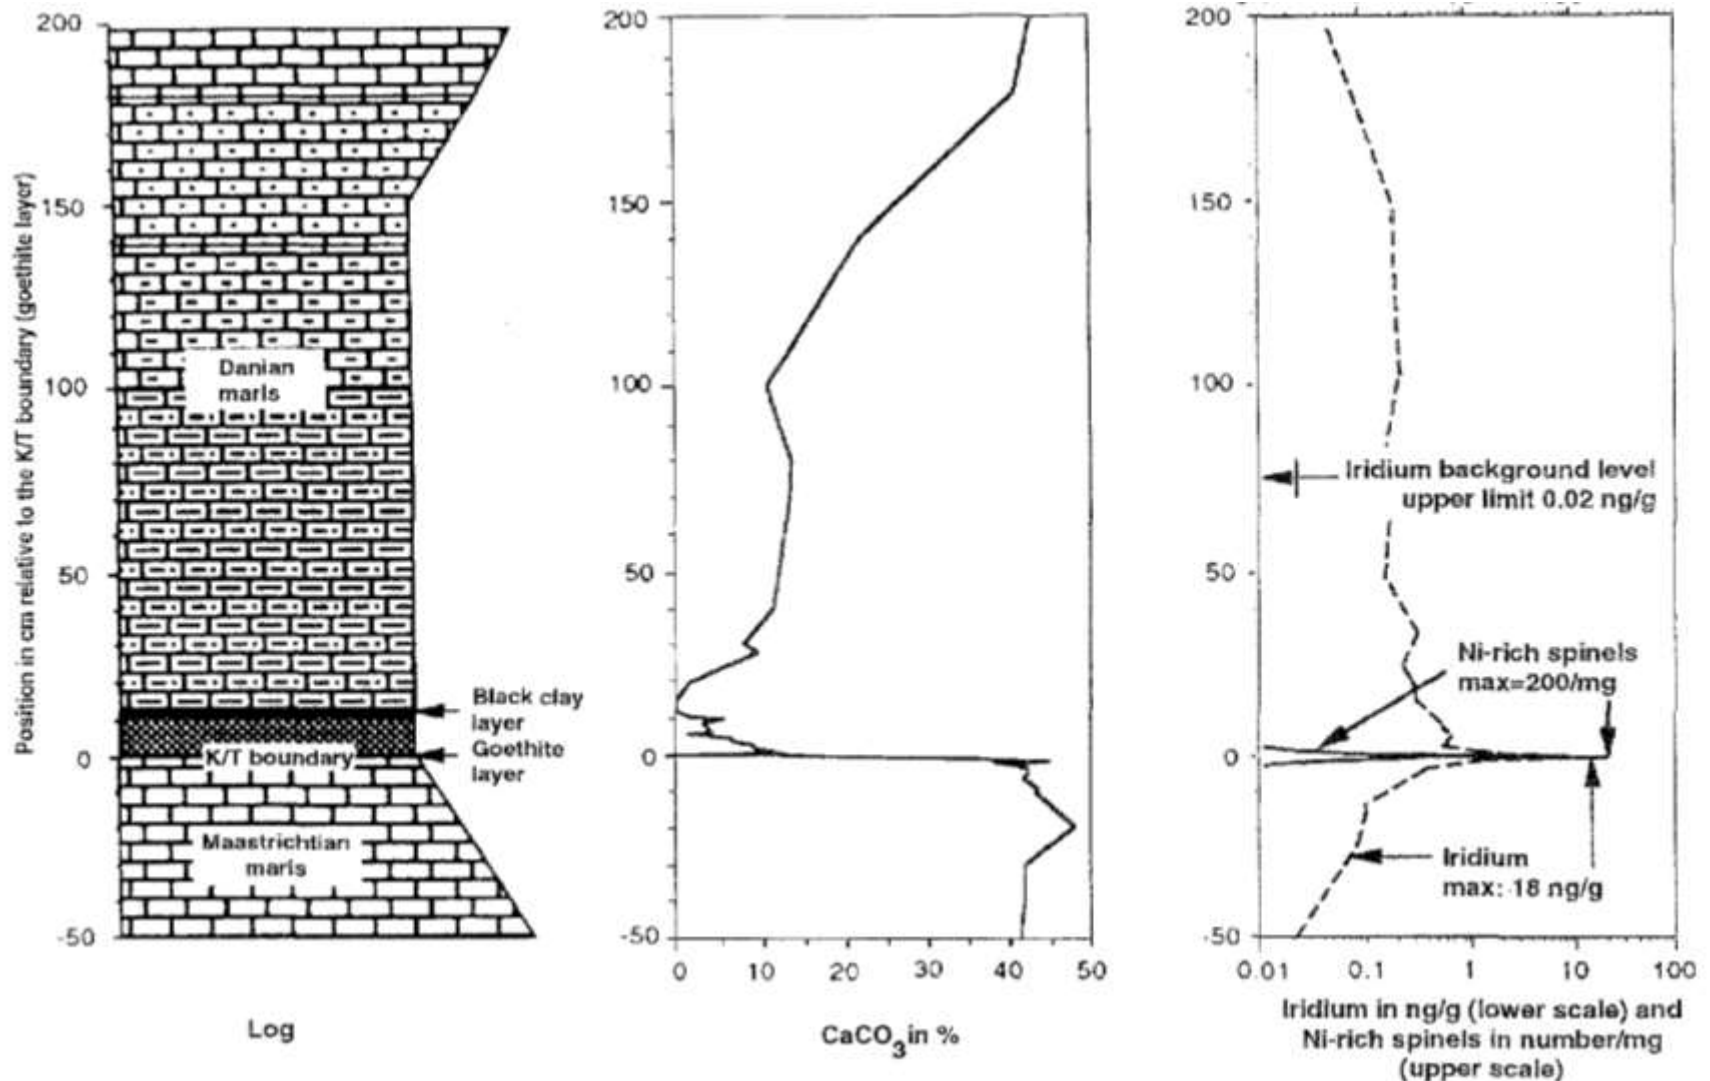 Position in cm relative to the K/T boundary (goethite layer)
200
150
100
50
0
-50
Danian
marls
Black clay
layer
Goethite
layer
K/T boundary
Maastrichtian
marls
Log
200
150
100
50
0
-50
0 10 20 30 40 50
CaCO3 in %
200
150
100
50
0
-50
Iridium background level
upper limit 0.02 ng/g
Ni-rich spinels
max=200/mg
Iridium
max: 18 ng/g
0.01 0.1 1 10 100
Iridium in ng/g (lower scale) and
Ni-rich spinels in number/mg
(upper scale)